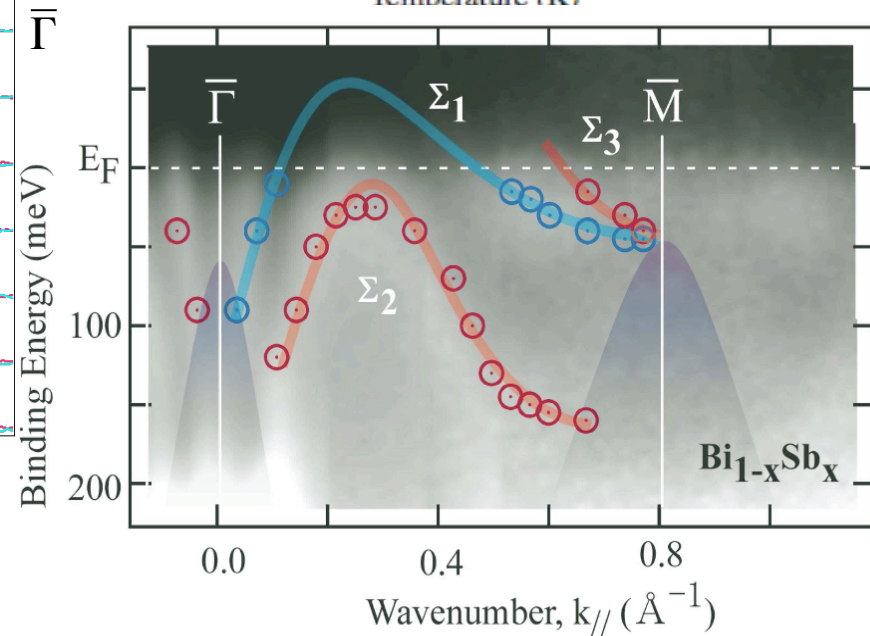 Temperature (K)
Γ̅
Γ̅
Σ1
Σ3
M̅
EF
Σ2
100
200
Binding Energy (meV)
Bi1-xSbx
0.0
0.4
0.8
Wavenumber, k// (Å−1)